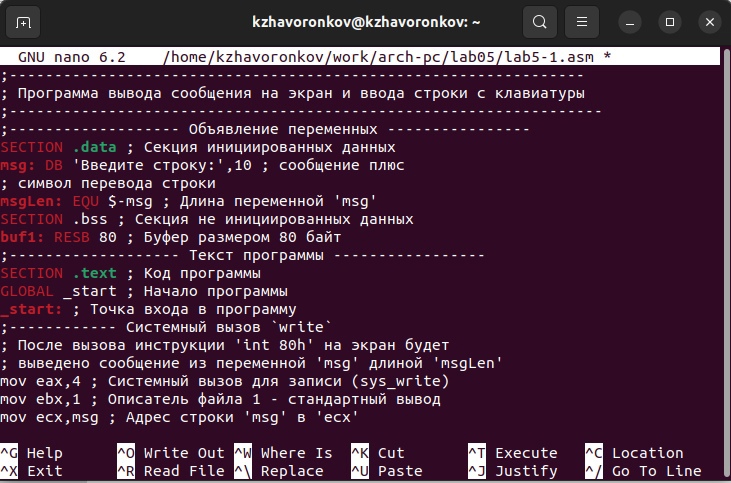 kzhavoronkov@kzhavoronkov: ~
GNU nano 6.2 /home/kzhavoronkov/work/arch-pc/lab05/lab5-1.asm *
;---------------------------------------------------------------
; Программа вывода сообщения на экран и ввода строки с клавиатуры
;------------------------------------------------------------------
;------------------- Объявление переменных ----------------
SECTION .data ; Секция инициированных данных
msg: DB 'Введите строку:',10 ; сообщение плюс
; символ перевода строки
msgLen: EQU $-msg ; Длина переменной 'msg'
SECTION .bss ; Секция не инициированных данных
buf1: RESB 80 ; Буфер размером 80 байт
;------------------- Текст программы -----------------
SECTION .text ; Код программы
GLOBAL _start ; Начало программы
_start: ; Точка входа в программу
;------------ Системный вызов `write`
; После вызова инструкции 'int 80h' на экран будет
; выведено сообщение из переменной 'msg' длиной 'msgLen'
mov eax,4 ; Системный вызов для записи (sys_write)
mov ebx,1 ; Описатель файла 1 - стандартный вывод
mov ecx,msg ; Адрес строки 'msg' в 'ecx'
^G Help ^O Write Out ^W Where Is ^K Cut ^T Execute ^C Location
^X Exit ^R Read File ^\ Replace ^U Paste ^J Justify ^/ Go To Line